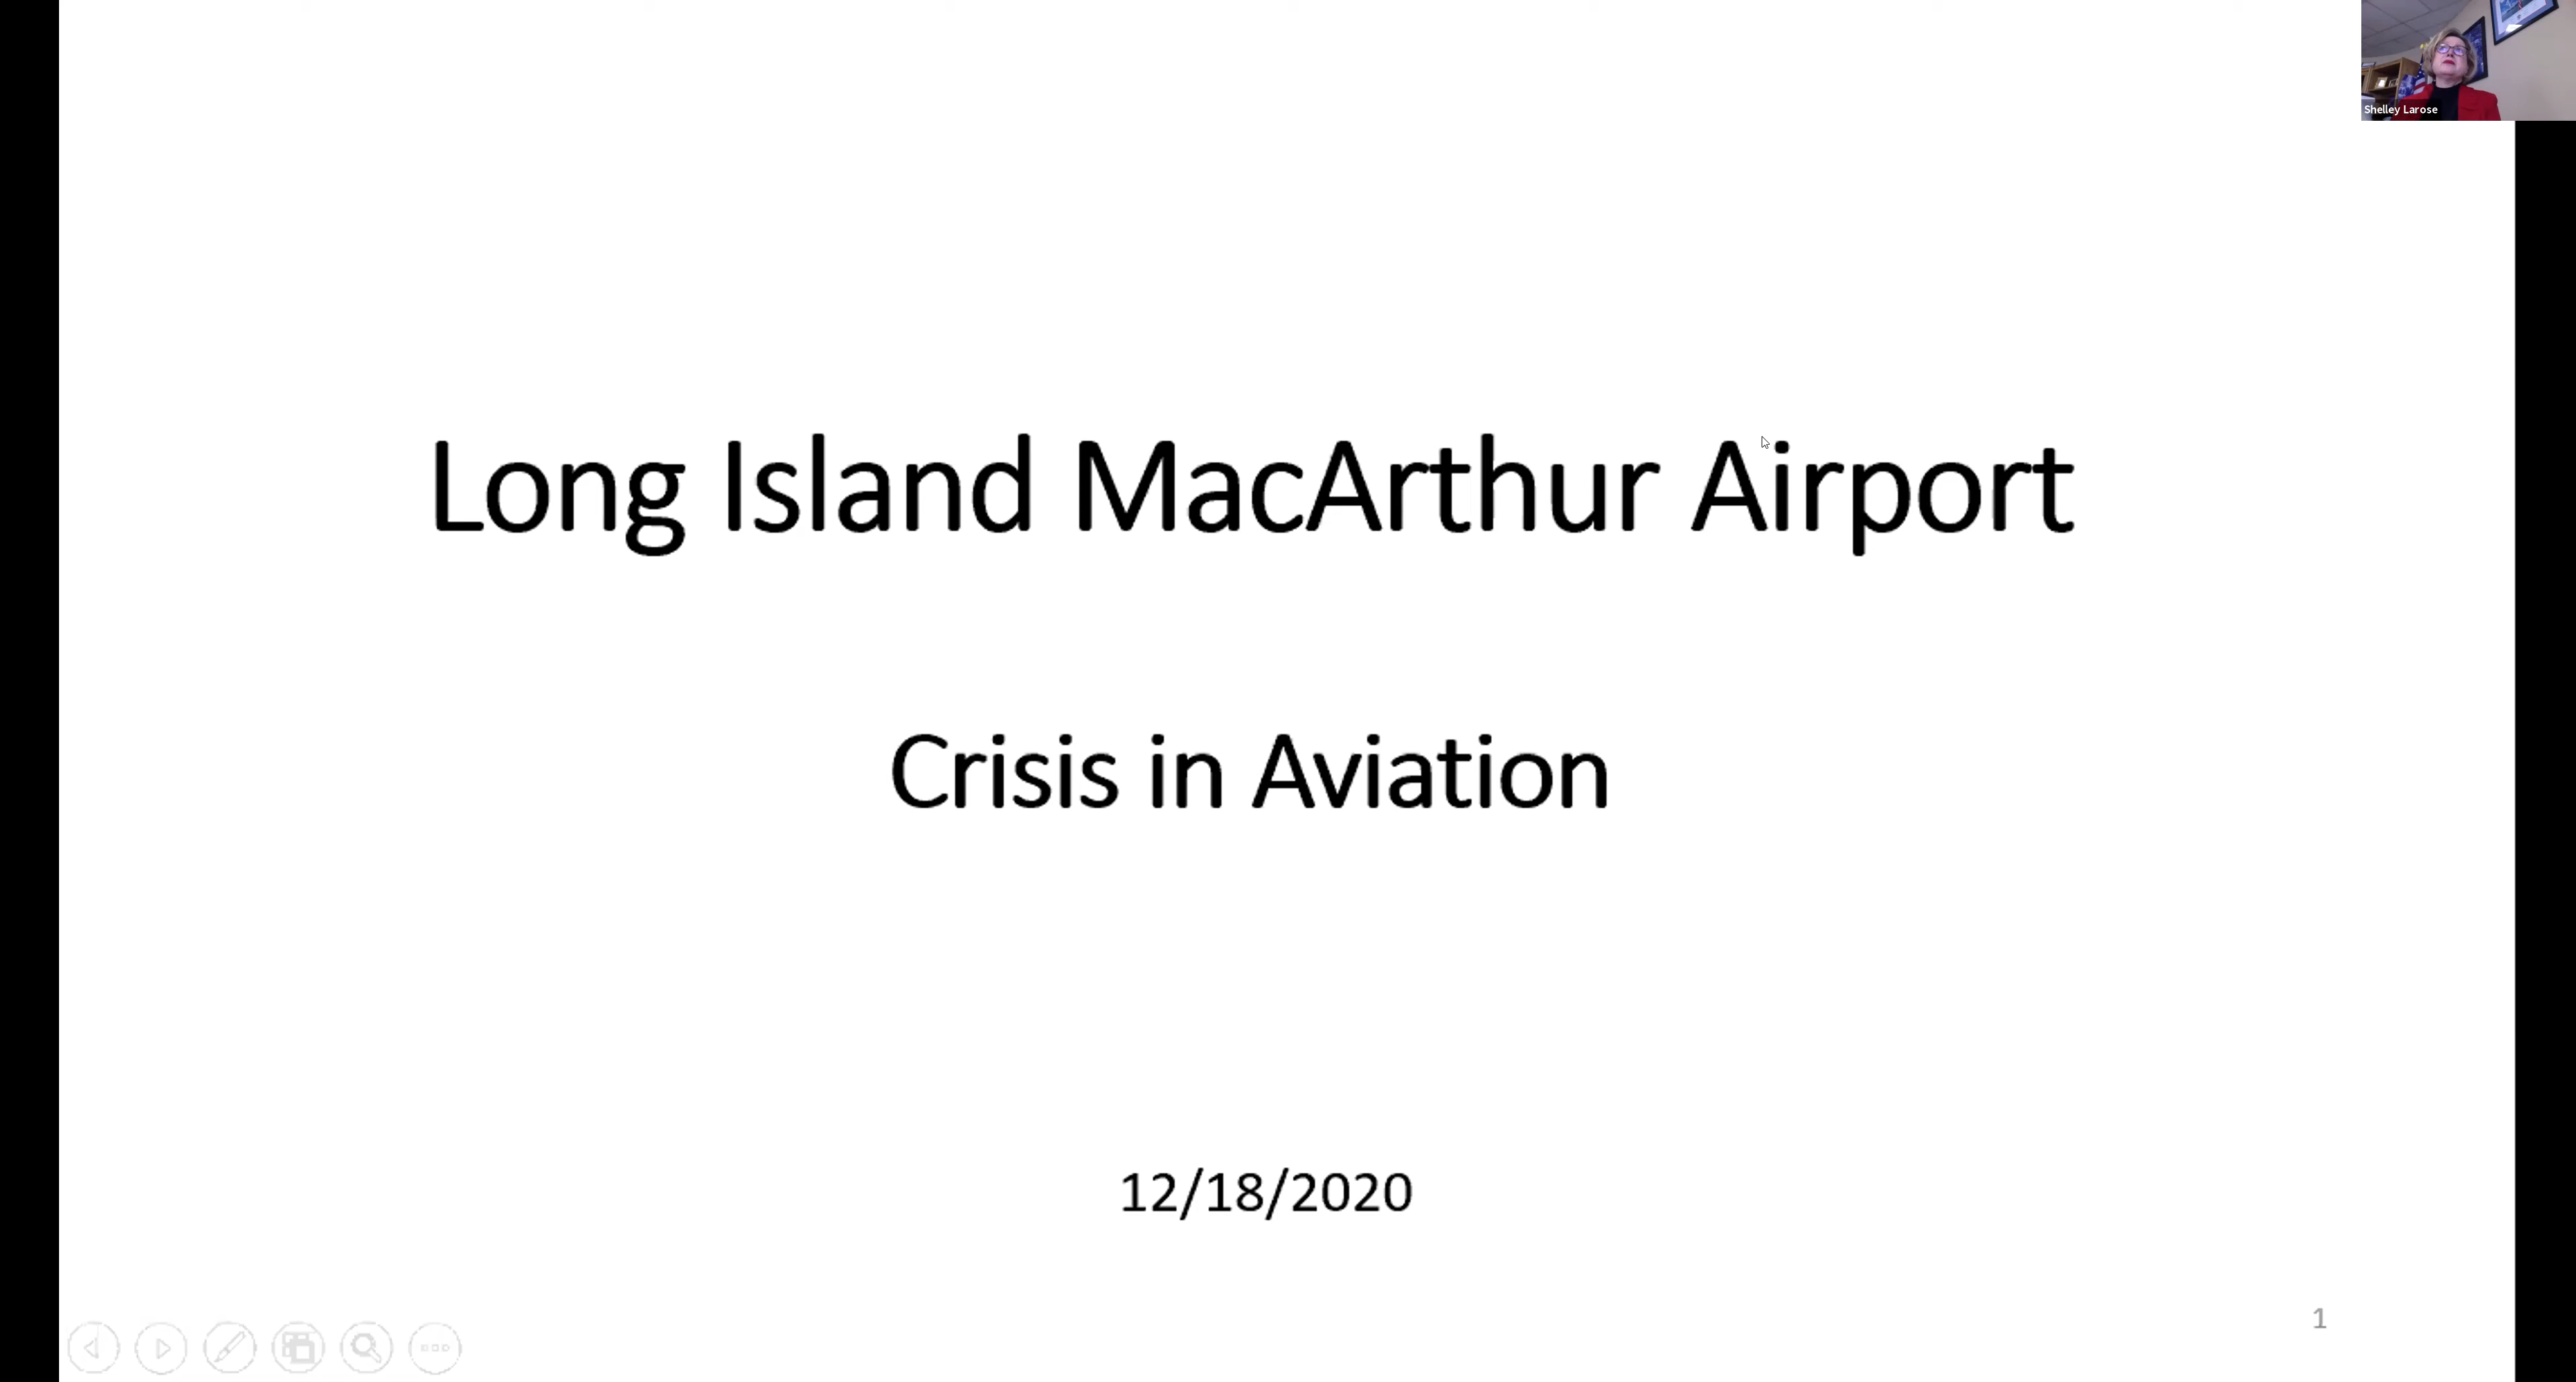 Shelley Larose
Long Island MacArthur Airport
Crisis in Aviation
12/18/2020
1